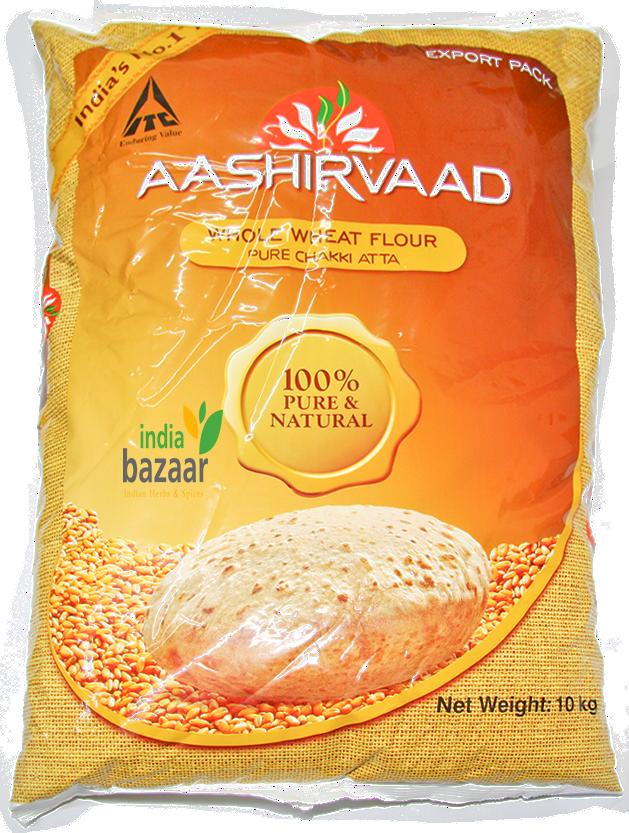 India's No.1
EXPORT PACK
ITC
Enduring Value
AASHIRVAAD
WHOLE WHEAT FLOUR
PURE CHAKKI ATTA
100%
PURE &
NATURAL
india
bazaar
Indian Herbs & Spices
Net Weight: 10 kg